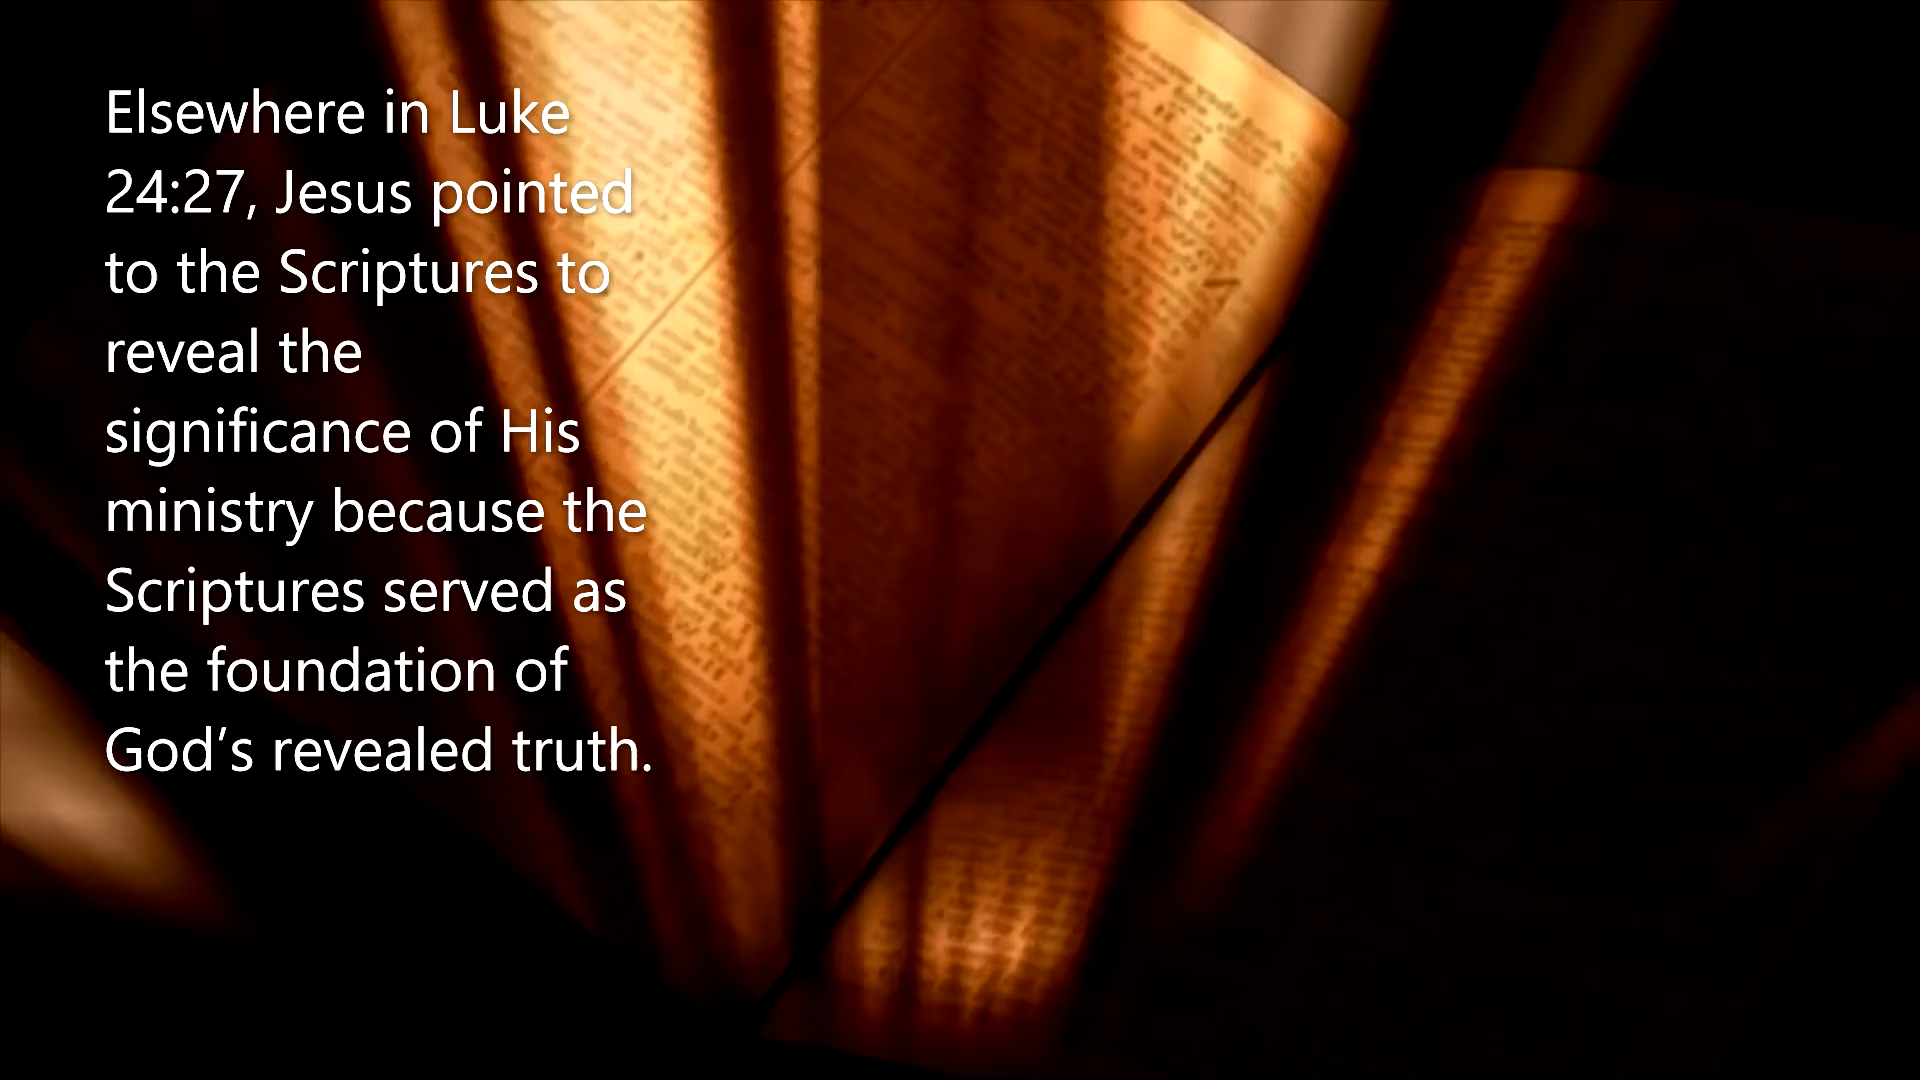 Elsewhere in Luke
24:27, Jesus pointed
to the Scriptures to
reveal the
significance of His
ministry because the
Scriptures served as
the foundation of
God’s revealed truth.